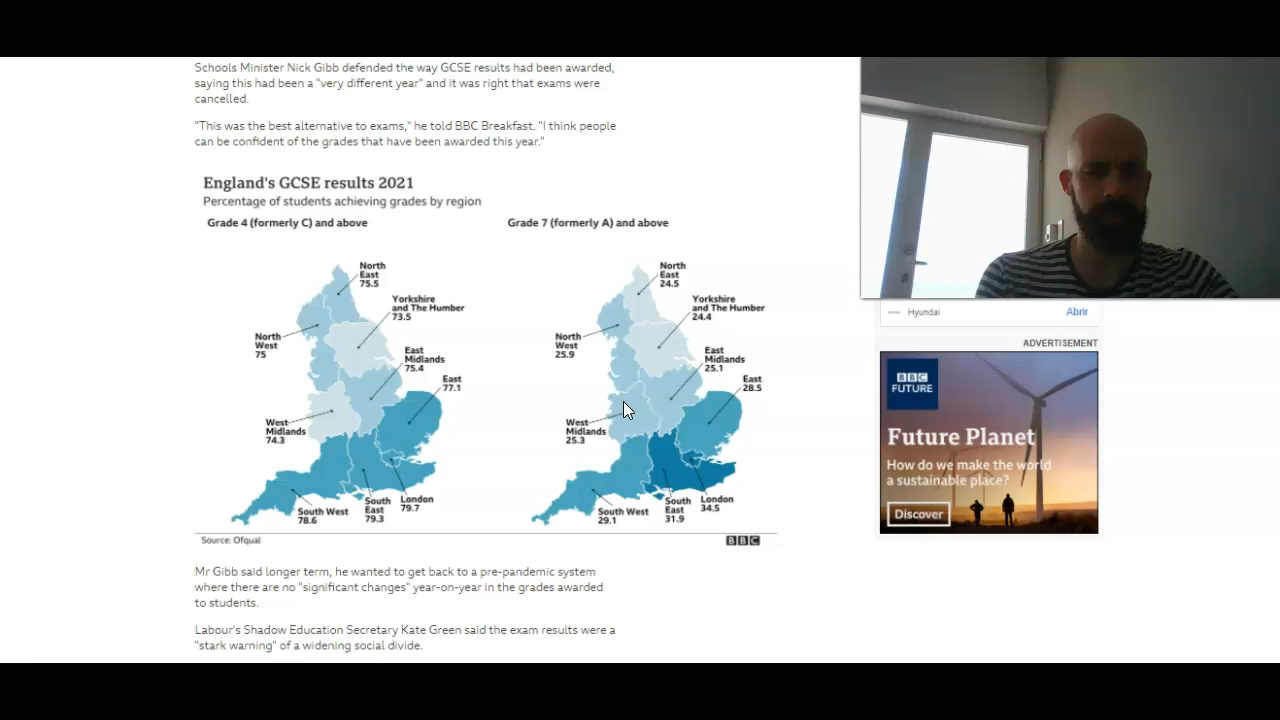 Schools Minister Nick Gibb defended the way GCSE results had been awarded,
saying this had been a "very different year" and it was right that exams were
cancelled.
"This was the best alternative to exams," he told BBC Breakfast. "I think people
can be confident of the grades that have been awarded this year."
England's GCSE results 2021
Percentage of students achieving grades by region
Grade 4 (formerly C) and above
North
East
75.5
Yorkshire
and The Humber
73.5
North
West
75
East
Midlands
75.4
East
77.1
West
Midlands
74.3
South West
78.6
South
East
79.3
London
79.7
Grade 7 (formerly A) and above
North
East
24.5
Yorkshire
and The Humber
24.4
North
West
25.9
East
Midlands
25.1
East
28.5
West
Midlands
25.3
South West
29.1
South
East
31.9
London
34.5
Source: Ofqual
BBC
Mr Gibb said longer term, he wanted to get back to a pre-pandemic system
where there are no "significant changes" year-on-year in the grades awarded
to students.
Labour's Shadow Education Secretary Kate Green said the exam results were a
"stark warning" of a widening social divide.
Hyundai
Abrir
ADVERTISEMENT
BBC
FUTURE
Future Planet
How do we make the world
a sustainable place?
Discover